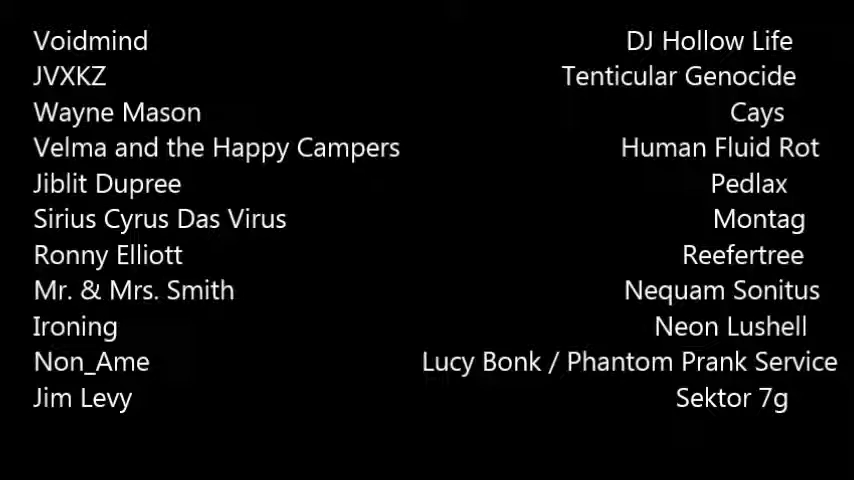 Voidmind DJ Hollow Life
JVXKZ Tenticular Genocide
Wayne Mason Cays
Velma and the Happy Campers Human Fluid Rot
Jiblit Dupree Pedlax
Sirius Cyrus Das Virus Montag
Ronny Elliott Reefertree
Mr. & Mrs. Smith Nequam Sonitus
Ironing Neon Lushell
Non_Ame Lucy Bonk / Phantom Prank Service
Jim Levy Sektor 7g